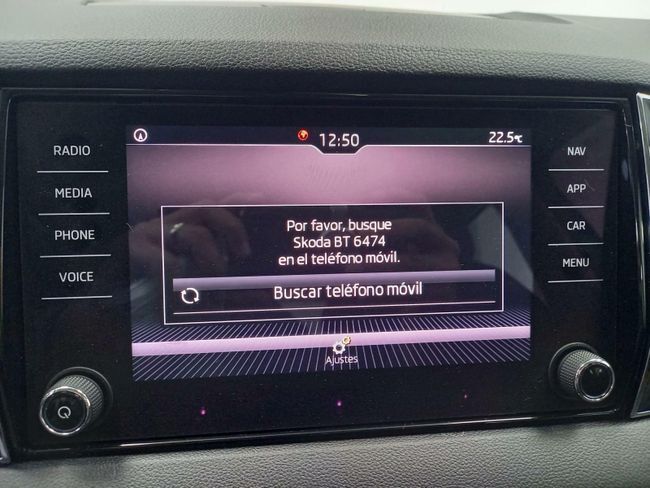 12:50
22.5°C
RADIO
MEDIA
PHONE
VOICE
Por favor, busque
Skoda BT 6474
en el teléfono móvil.
Buscar teléfono móvil
Ajustes
NAV
APP
CAR
MENU